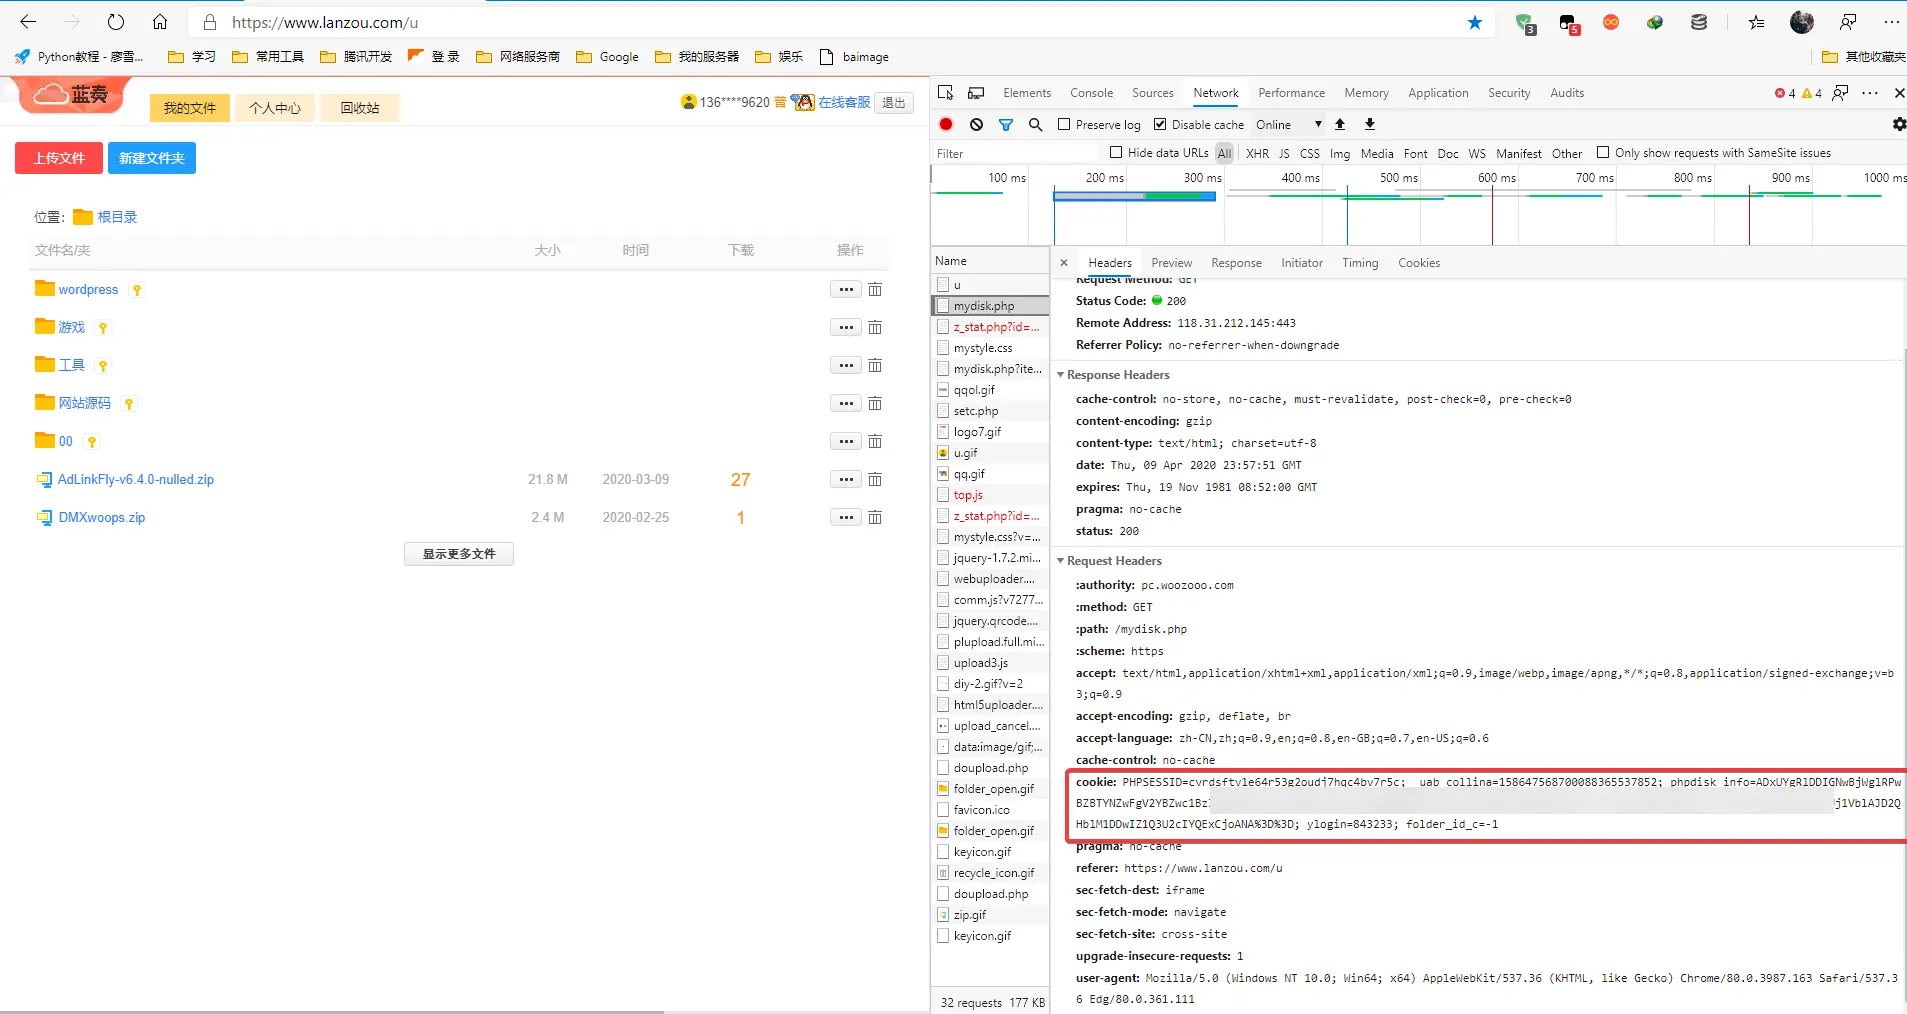 https://www.lanzou.com/u
3
5
Python教程 - 廖雪... 学习 常用工具 腾讯开发 登 录 网络服务商 Google 我的服务器 娱乐 baimage 其他收藏夹
蓝奏
我的文件 个人中心 回收站
136****9620 普 在线客服 退出
上传文件 新建文件夹
位置: 根目录
文件名/夹 大小 时间 下载 操作
wordpress
游戏
工具
网站源码
00
AdLinkFly-v6.4.0-nulled.zip 21.8 M 2020-03-09 27
DMXwoops.zip 2.4 M 2020-02-25 1
显示更多文件
Elements Console Sources Network Performance Memory Application Security Audits 4 4
Preserve log Disable cache Online
Filter Hide data URLs All XHR JS CSS Img Media Font Doc WS Manifest Other Only show requests with SameSite issues
100 ms 200 ms 300 ms 400 ms 500 ms 600 ms 700 ms 800 ms 900 ms 1000 ms
Name
u
mydisk.php
z_stat.php?id=...
mystyle.css
mydisk.php?ite...
qqol.gif
setc.php
logo7.gif
u.gif
qq.gif
top.js
z_stat.php?id=...
mystyle.css?v=...
jquery-1.7.2.mi...
webuploader....
comm.js?v7277...
jquery.qrcode....
plupload.full.mi...
upload3.js
diy-2.gif?v=2
html5uploader....
upload_cancel....
data:image/gif;...
doupload.php
folder_open.gif
favicon.ico
folder_open.gif
keyicon.gif
recycle_icon.gif
doupload.php
zip.gif
keyicon.gif
32 requests 177 KB
Headers Preview Response Initiator Timing Cookies
Request Method: GET
Status Code: 200
Remote Address: 118.31.212.145:443
Referrer Policy: no-referrer-when-downgrade
Response Headers
cache-control: no-store, no-cache, must-revalidate, post-check=0, pre-check=0
content-encoding: gzip
content-type: text/html; charset=utf-8
date: Thu, 09 Apr 2020 23:57:51 GMT
expires: Thu, 19 Nov 1981 08:52:00 GMT
pragma: no-cache
status: 200
Request Headers
:authority: pc.woozooo.com
:method: GET
:path: /mydisk.php
:scheme: https
accept: text/html,application/xhtml+xml,application/xml;q=0.9,image/webp,image/apng,*/*;q=0.8,application/signed-exchange;v=b
3;q=0.9
accept-encoding: gzip, deflate, br
accept-language: zh-CN,zh;q=0.9,en;q=0.8,en-GB;q=0.7,en-US;q=0.6
cache-control: no-cache
cookie: PHPSESSID=cvrdsftv1e64r53g2oudj7hqc4bv7r5c; _uab_collina=158647568700088365537852; phpdisk_info=ADxUYgRlDDIGNwBjWglRPw
BZBTYNZwFgV2YBZwc1Bz j1VblAJD2Q
HblM1DDwIZ1Q3U2cIYQExCjoANA%3D%3D; ylogin=843233; folder_id_c=-1
pragma: no-cache
referer: https://www.lanzou.com/u
sec-fetch-dest: iframe
sec-fetch-mode: navigate
sec-fetch-site: cross-site
upgrade-insecure-requests: 1
user-agent: Mozilla/5.0 (Windows NT 10.0; Win64; x64) AppleWebKit/537.36 (KHTML, like Gecko) Chrome/80.0.3987.163 Safari/537.3
6 Edg/80.0.361.111